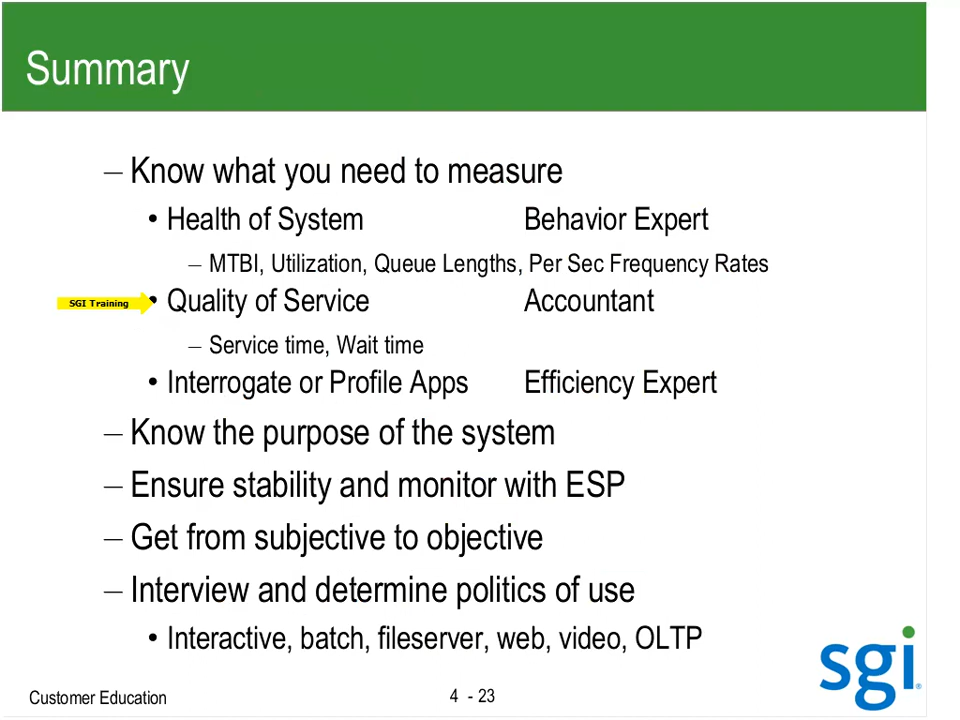 Summary
– Know what you need to measure
• Health of System Behavior Expert
– MTBI, Utilization, Queue Lengths, Per Sec Frequency Rates
SGI Training
• Quality of Service Accountant
– Service time, Wait time
• Interrogate or Profile Apps Efficiency Expert
– Know the purpose of the system
– Ensure stability and monitor with ESP
– Get from subjective to objective
– Interview and determine politics of use
• Interactive, batch, fileserver, web, video, OLTP
sgi®
Customer Education
4 - 23